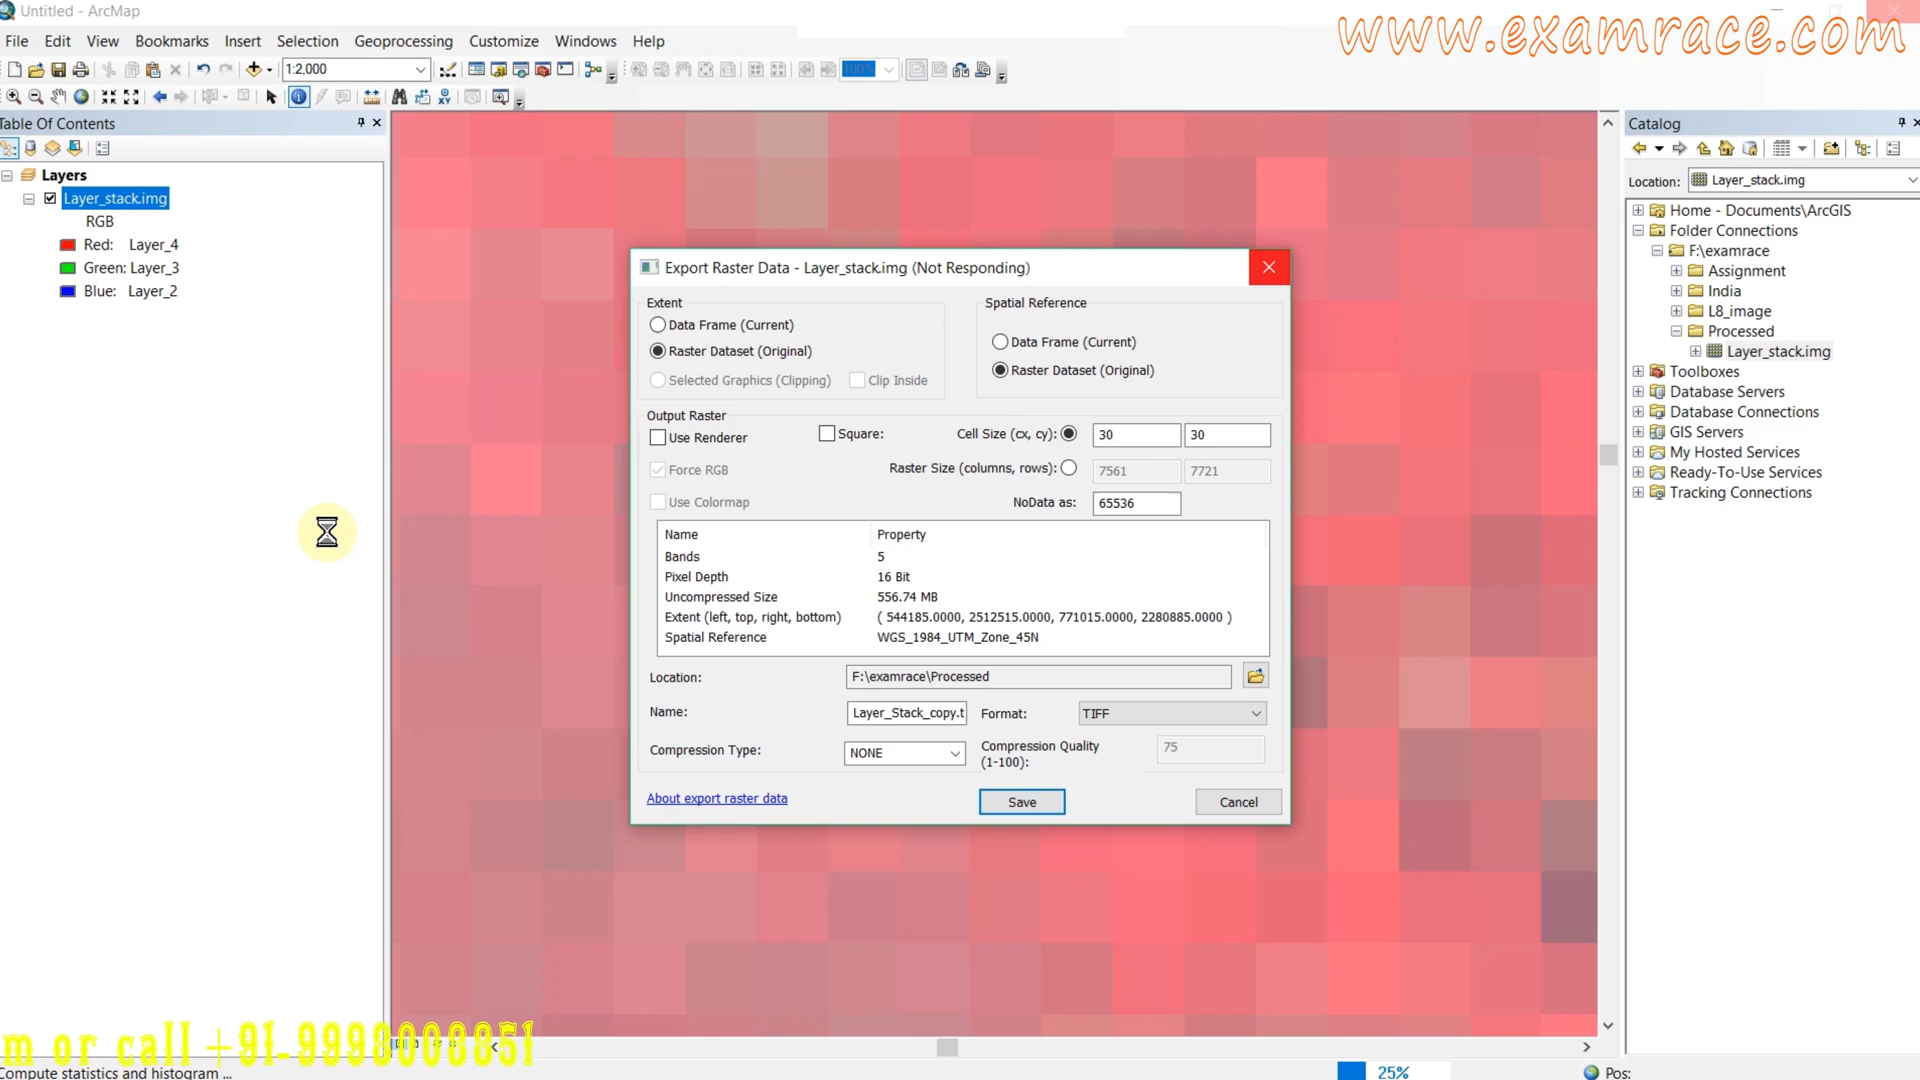 Untitled - ArcMap
www.examrace.com
File Edit View Bookmarks Insert Selection Geoprocessing Customize Windows Help
1:2,000
100%
Table Of Contents
Layers
Layer_stack.img
RGB
Red: Layer_4
Green: Layer_3
Blue: Layer_2
Export Raster Data - Layer_stack.img (Not Responding)
Extent
Data Frame (Current)
Raster Dataset (Original)
Selected Graphics (Clipping)
Clip Inside
Spatial Reference
Data Frame (Current)
Raster Dataset (Original)
Output Raster
Use Renderer
Square:
Cell Size (cx, cy):
30
30
Force RGB
Raster Size (columns, rows):
7561
7721
Use Colormap
NoData as:
65536
Name Property
Bands 5
Pixel Depth 16 Bit
Uncompressed Size 556.74 MB
Extent (left, top, right, bottom) ( 544185.0000, 2512515.0000, 771015.0000, 2280885.0000 )
Spatial Reference WGS_1984_UTM_Zone_45N
Location: F:\examrace\Processed
Name: Layer_Stack_copy.t
Format: TIFF
Compression Type: NONE
Compression Quality (1-100): 75
About export raster data
Save
Cancel
Catalog
Location: Layer_stack.img
Home - Documents\ArcGIS
Folder Connections
F:\examrace
Assignment
India
L8_image
Processed
Layer_stack.img
Toolboxes
Database Servers
Database Connections
GIS Servers
My Hosted Services
Ready-To-Use Services
Tracking Connections
m or call +91-9998008851
Compute statistics and histogram ...
25%
Pos: